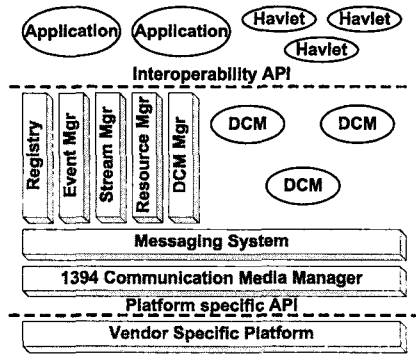 Application Application Havlet Havlet
Havlet
Interoperability API
Registry
Event Mgr
Stream Mgr
Resource Mgr
DCM Mgr
DCM DCM
DCM
Messaging System
1394 Communication Media Manager
Platform specific API
Vendor Specific Platform